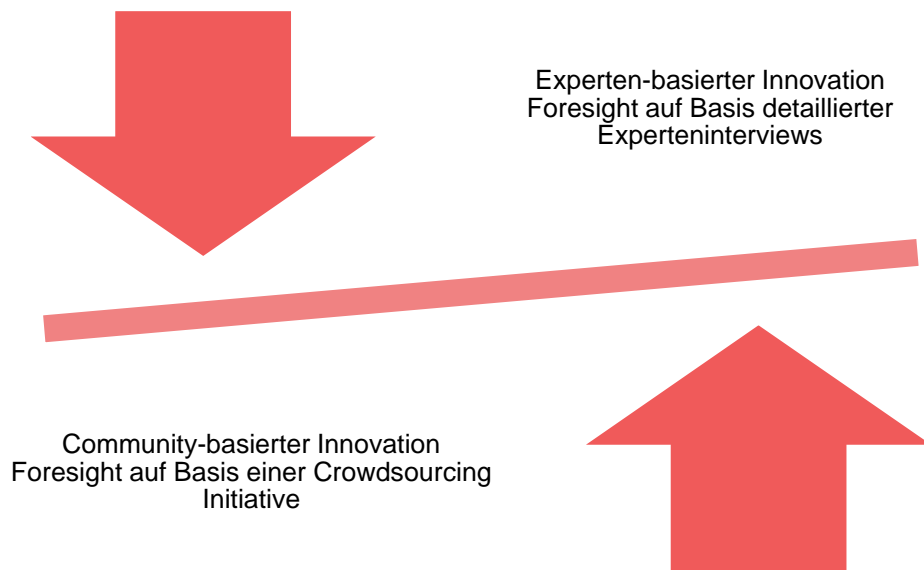 Experten-basierter Innovation
Foresight auf Basis detaillierter
Experteninterviews
Community-basierter Innovation
Foresight auf Basis einer Crowdsourcing
Initiative